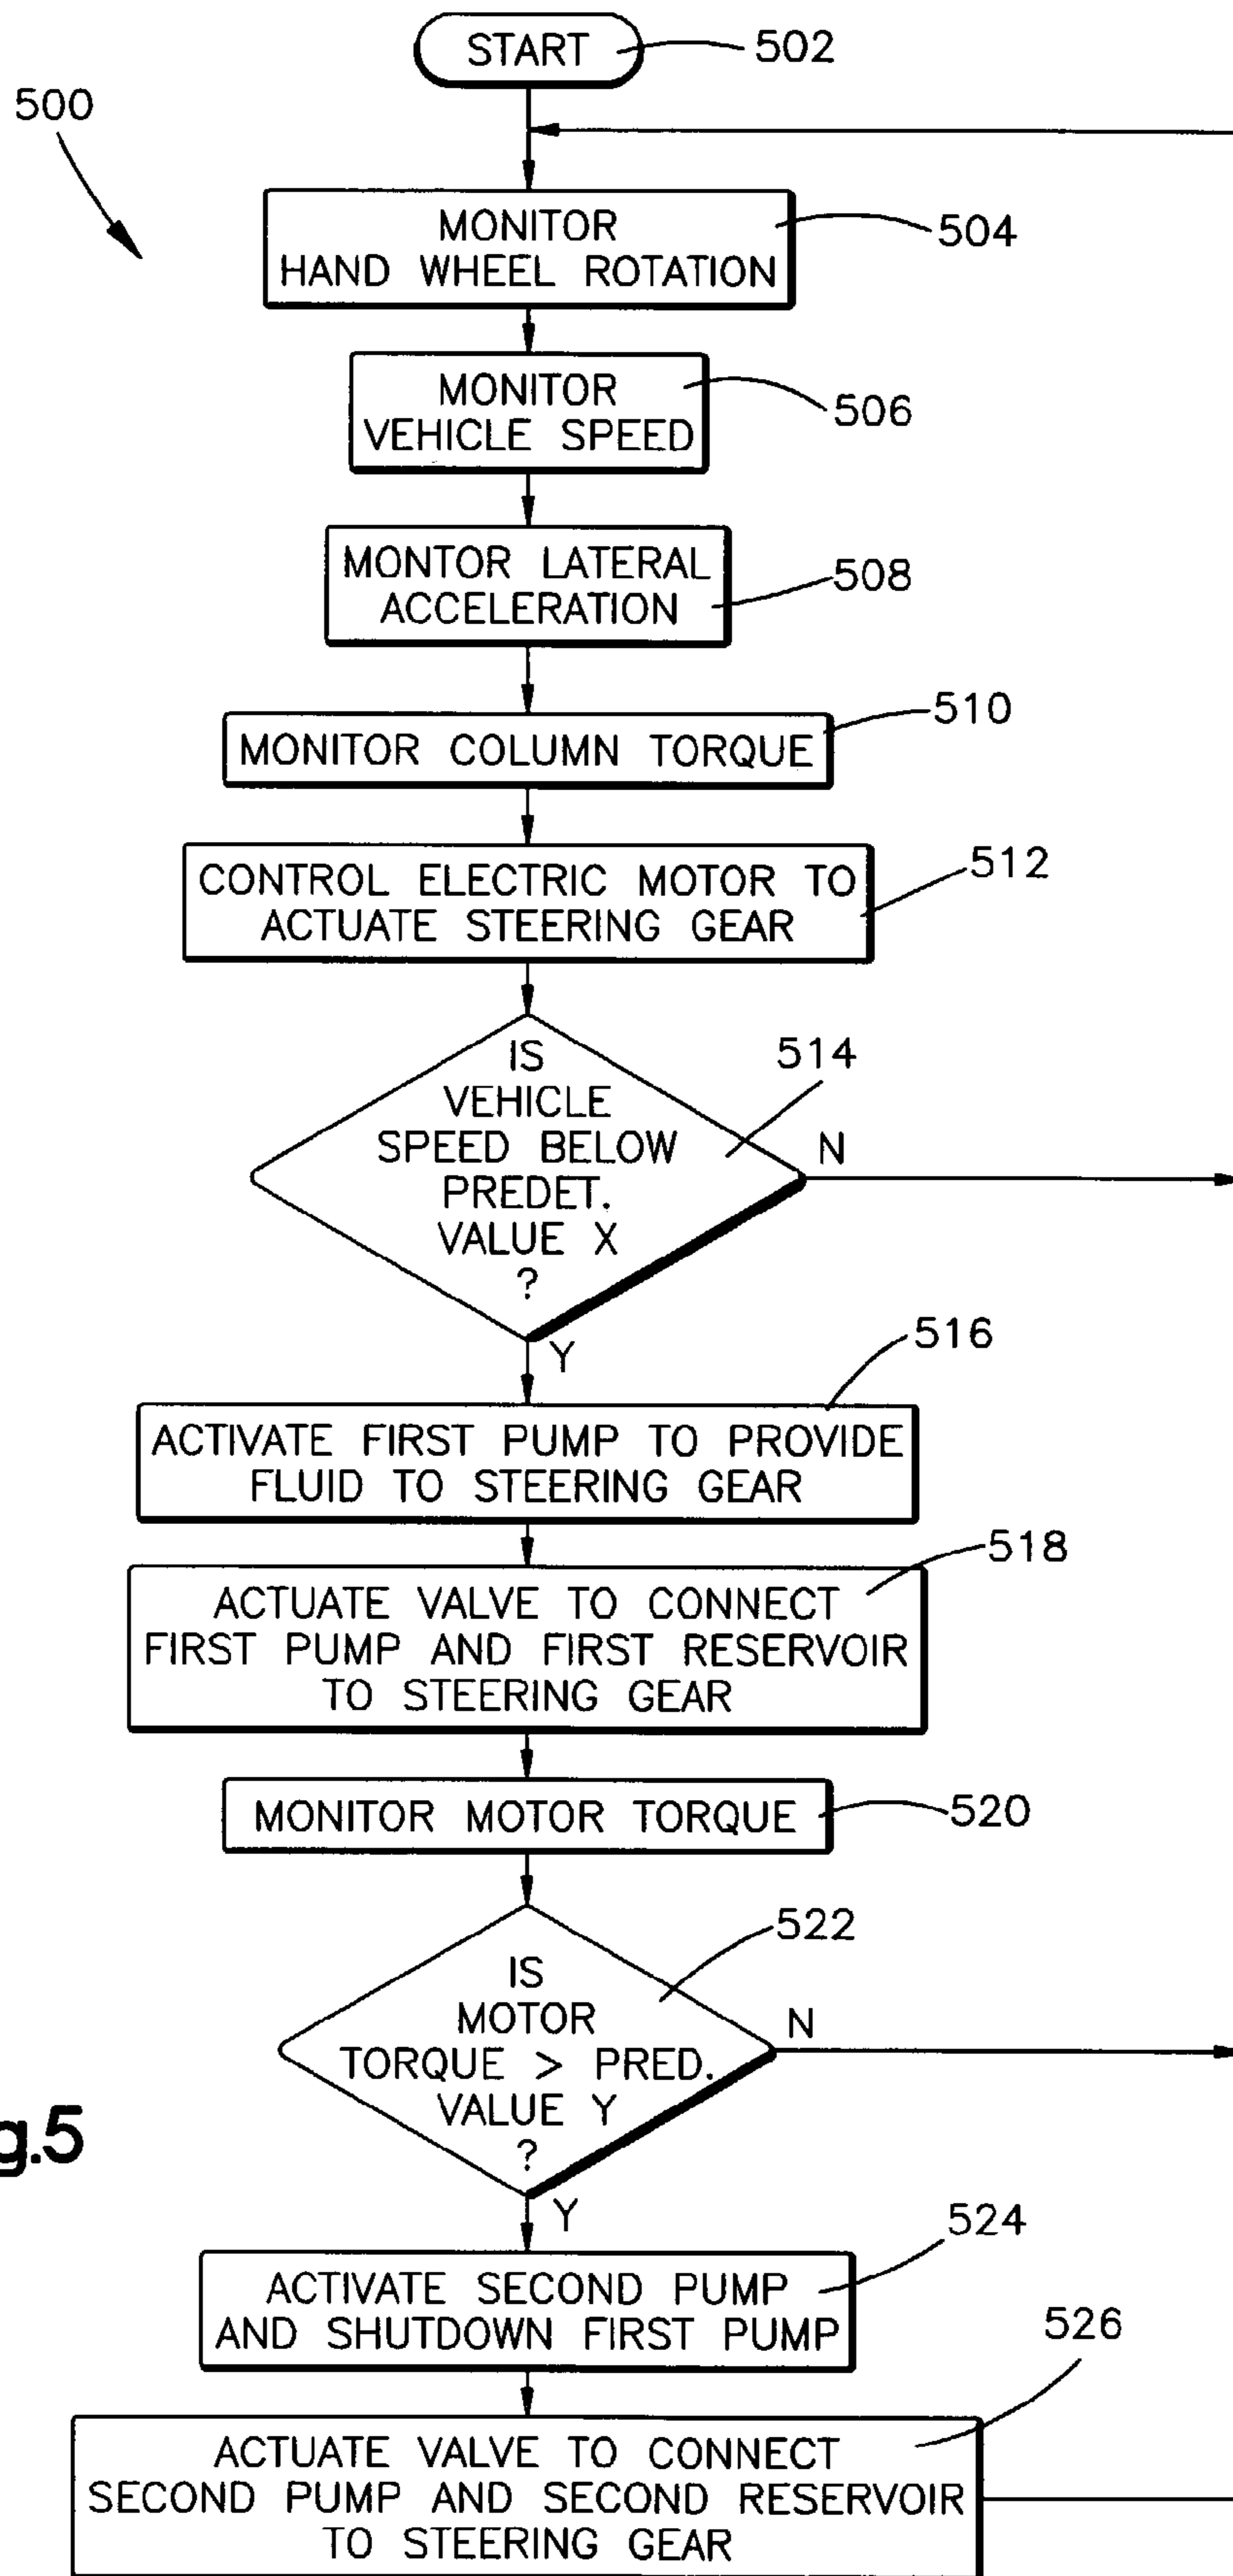 START
502
500
MONITOR
HAND WHEEL ROTATION
504
MONITOR
VEHICLE SPEED
506
MONTOR LATERAL
ACCELERATION
508
510
MONITOR COLUMN TORQUE
CONTROL ELECTRIC MOTOR TO
ACTUATE STEERING GEAR
512
IS
VEHICLE
SPEED BELOW
PREDET.
VALUE X
?
514
N
Y
516
ACTIVATE FIRST PUMP TO PROVIDE
FLUID TO STEERING GEAR
518
ACTUATE VALVE TO CONNECT
FIRST PUMP AND FIRST RESERVOIR
TO STEERING GEAR
MONITOR MOTOR TORQUE
520
522
IS
MOTOR
TORQUE > PRED.
VALUE Y
?
N
Y
g.5
524
ACTIVATE SECOND PUMP
AND SHUTDOWN FIRST PUMP
526
ACTUATE VALVE TO CONNECT
SECOND PUMP AND SECOND RESERVOIR
TO STEERING GEAR